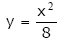 y = x²/8